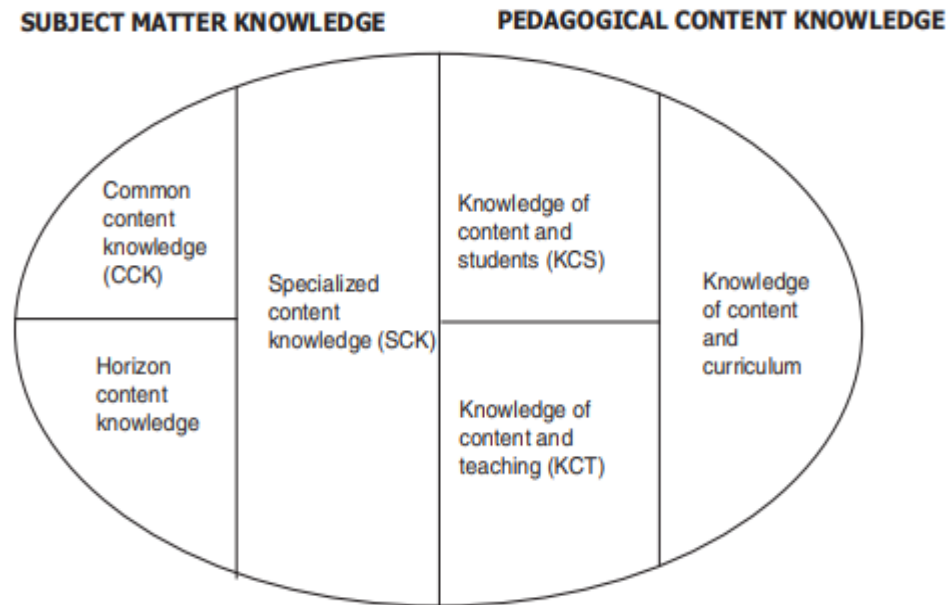 SUBJECT MATTER KNOWLEDGE
PEDAGOGICAL CONTENT KNOWLEDGE
Common
content
knowledge
(CCK)
Horizon
content
knowledge
Specialized
content
knowledge (SCK)
Knowledge of
content and
students (KCS)
Knowledge of
content and
teaching (KCT)
Knowledge
of content
and
curriculum